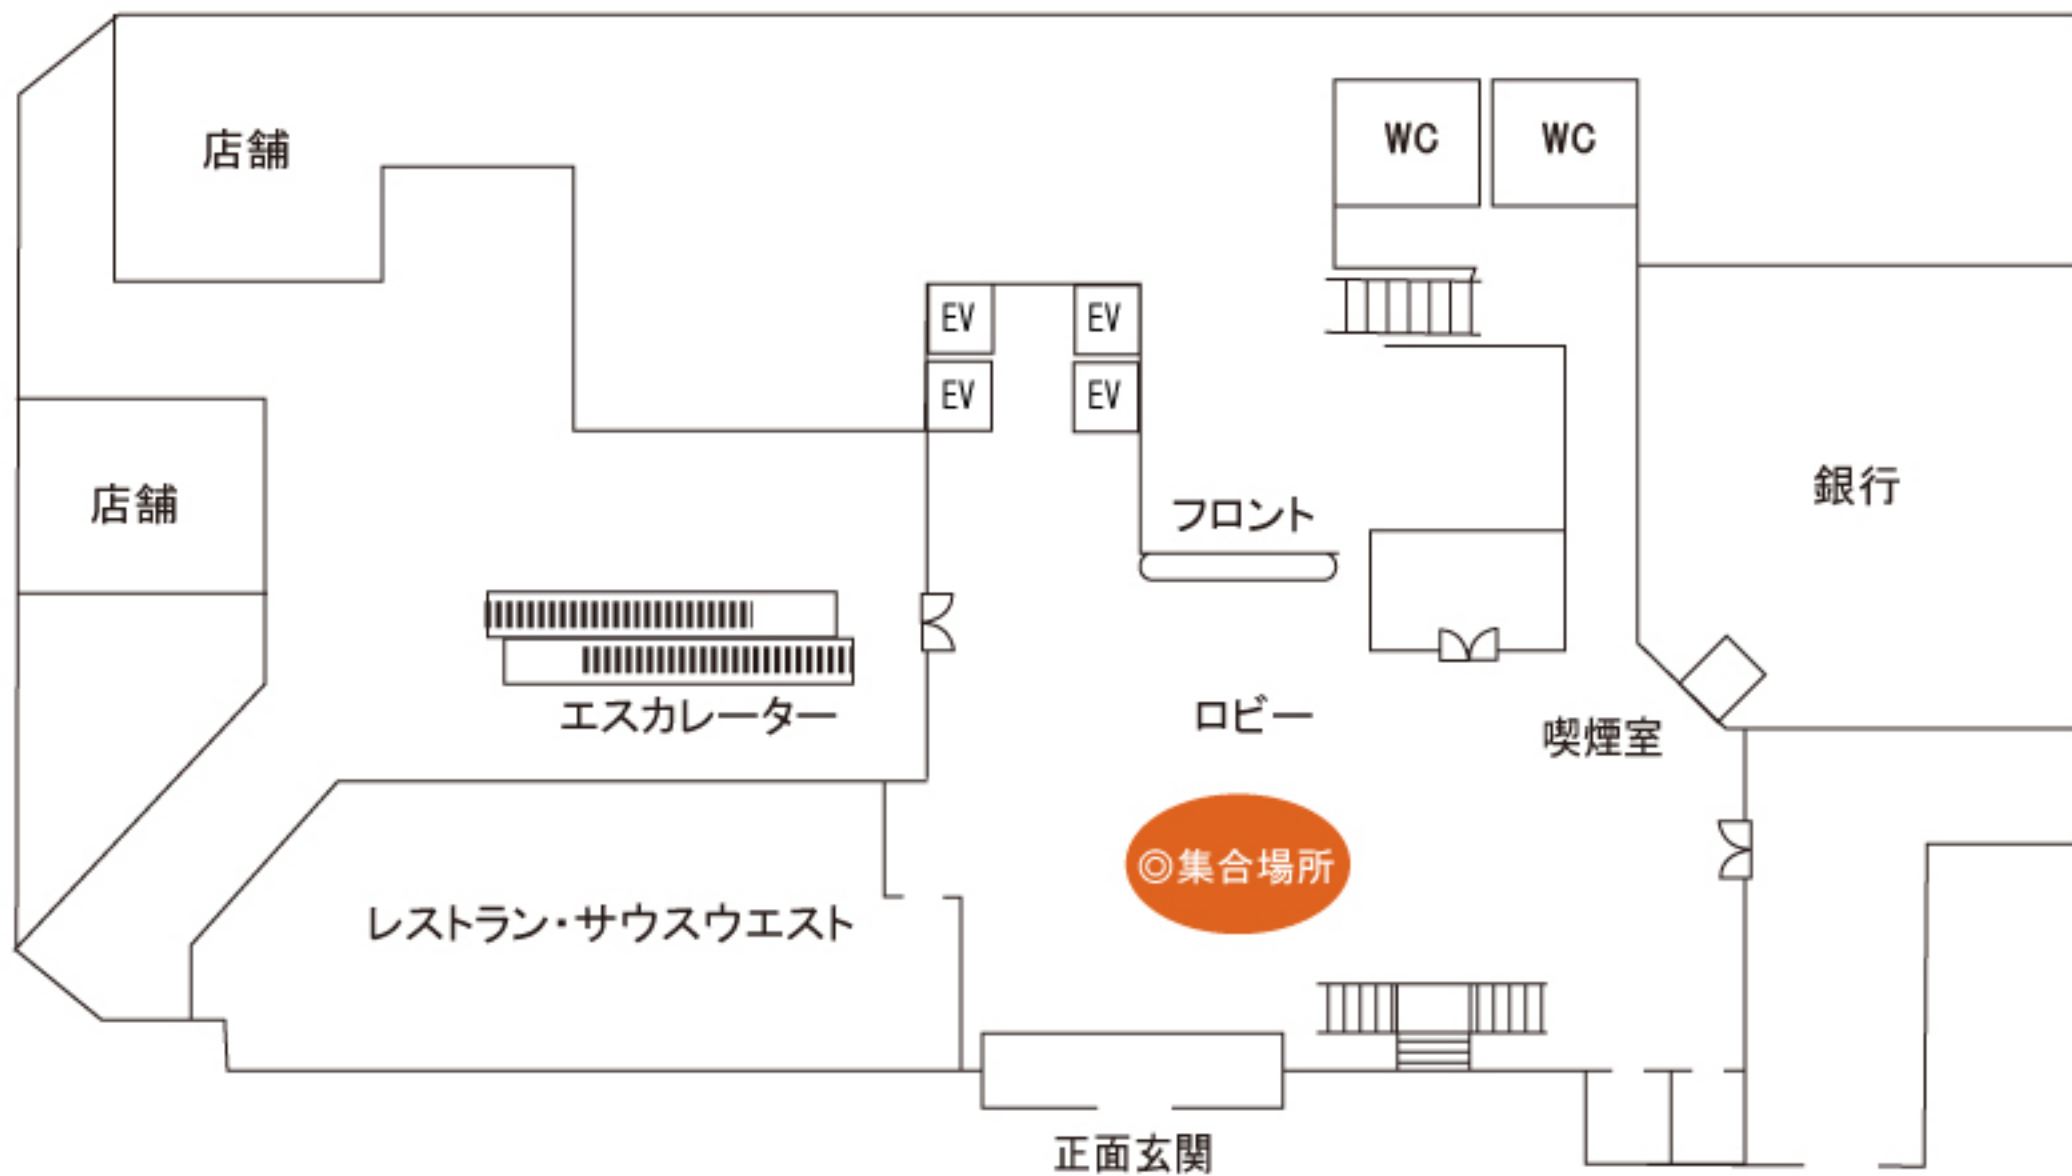 店舗
WC
WC
EV
EV
EV
EV
店舗
フロント
銀行
エスカレーター
ロビー
喫煙室
◎集合場所
レストラン・サウスウエスト
正面玄関